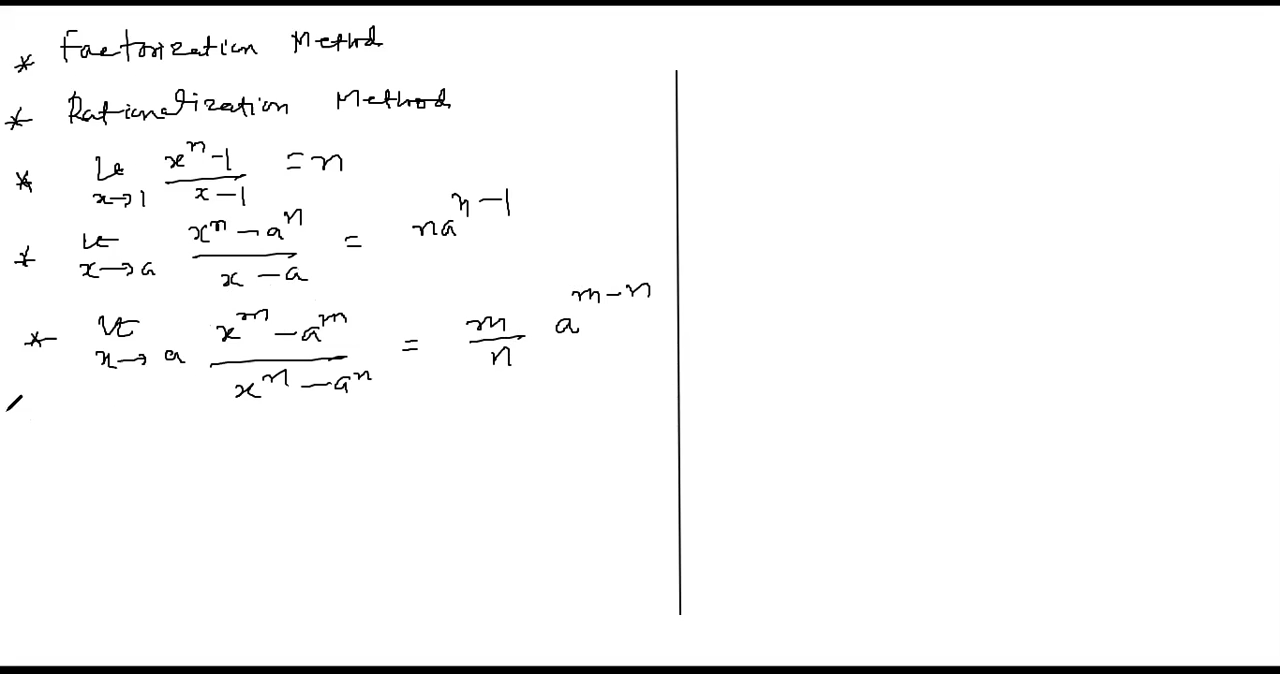 * Factorization Method
* Rationalization Method
* Lt x→1 (x^n - 1)/(x - 1) = n
* Lt x→a (x^n - a^n)/(x - a) = na^(n-1)
* Lt x→a (x^m - a^m)/(x^n - a^n) = m/n a^(m-n)